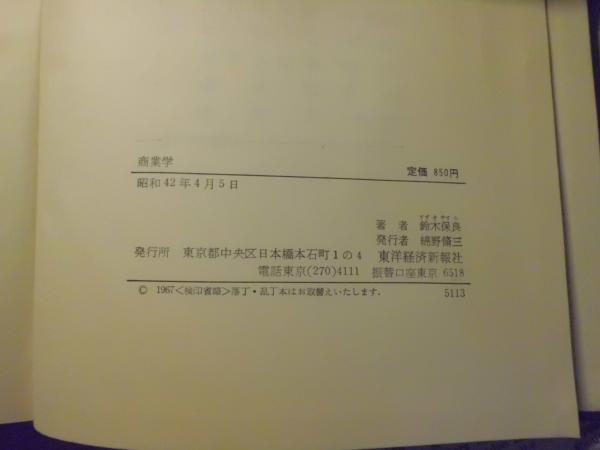 商業学
定価 850円
昭和42年4月5日
著者 鈴木保良
発行者 綿野脩三
発行所 東京都中央区日本橋本石町1の4 東洋経済新報社
電話東京(270)4111 振替口座東京 6518
© 1967<検印省略>落丁・乱丁本はお取替えいたします。 5113